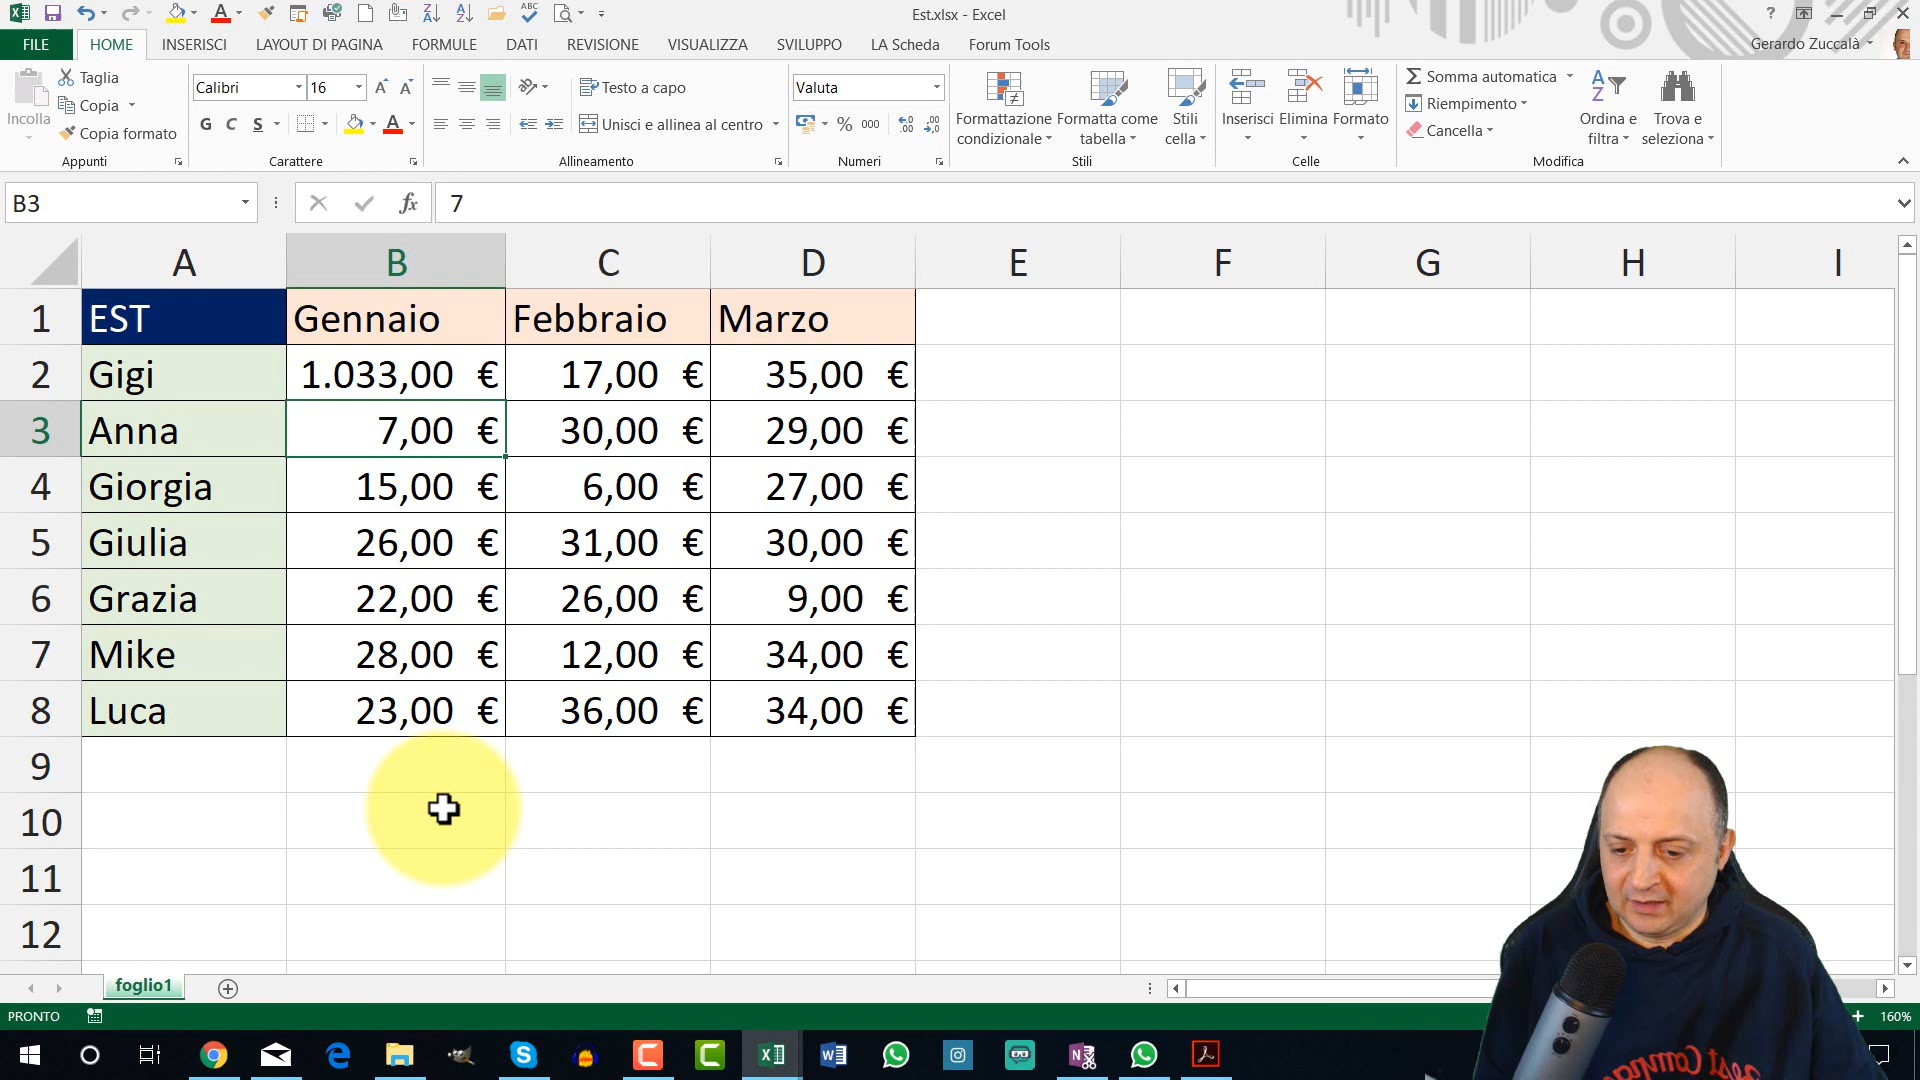 Est.xlsx - Excel
?
FILE HOME INSERISCI LAYOUT DI PAGINA FORMULE DATI REVISIONE VISUALIZZA SVILUPPO LA Scheda Forum Tools Gerardo Zuccalà
Incolla
Taglia
Copia
Copia formato
Appunti
Calibri 16
G C S
Carattere
Testo a capo
Unisci e allinea al centro
Allineamento
Valuta
% 000
Numeri
Formattazione condizionale
Formatta come tabella
Stili cella
Stili
Inserisci Elimina Formato
Celle
Somma automatica
Riempimento
Cancella
Ordina e filtra
Trova e seleziona
Modifica
B3 fx 7
A B C D E F G H I
1 EST Gennaio Febbraio Marzo
2 Gigi 1.033,00 € 17,00 € 35,00 €
3 Anna 7,00 € 30,00 € 29,00 €
4 Giorgia 15,00 € 6,00 € 27,00 €
5 Giulia 26,00 € 31,00 € 30,00 €
6 Grazia 22,00 € 26,00 € 9,00 €
7 Mike 28,00 € 12,00 € 34,00 €
8 Luca 23,00 € 36,00 € 34,00 €
9
10
11
12
foglio1
PRONTO
160%